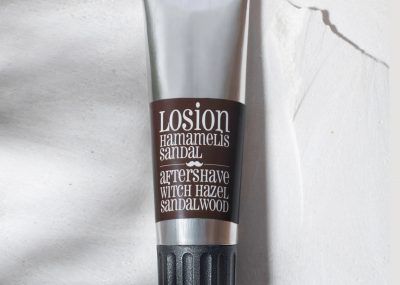 Losion
Hamamelis
Sandal
Aftershave
Witch Hazel
Sandalwood